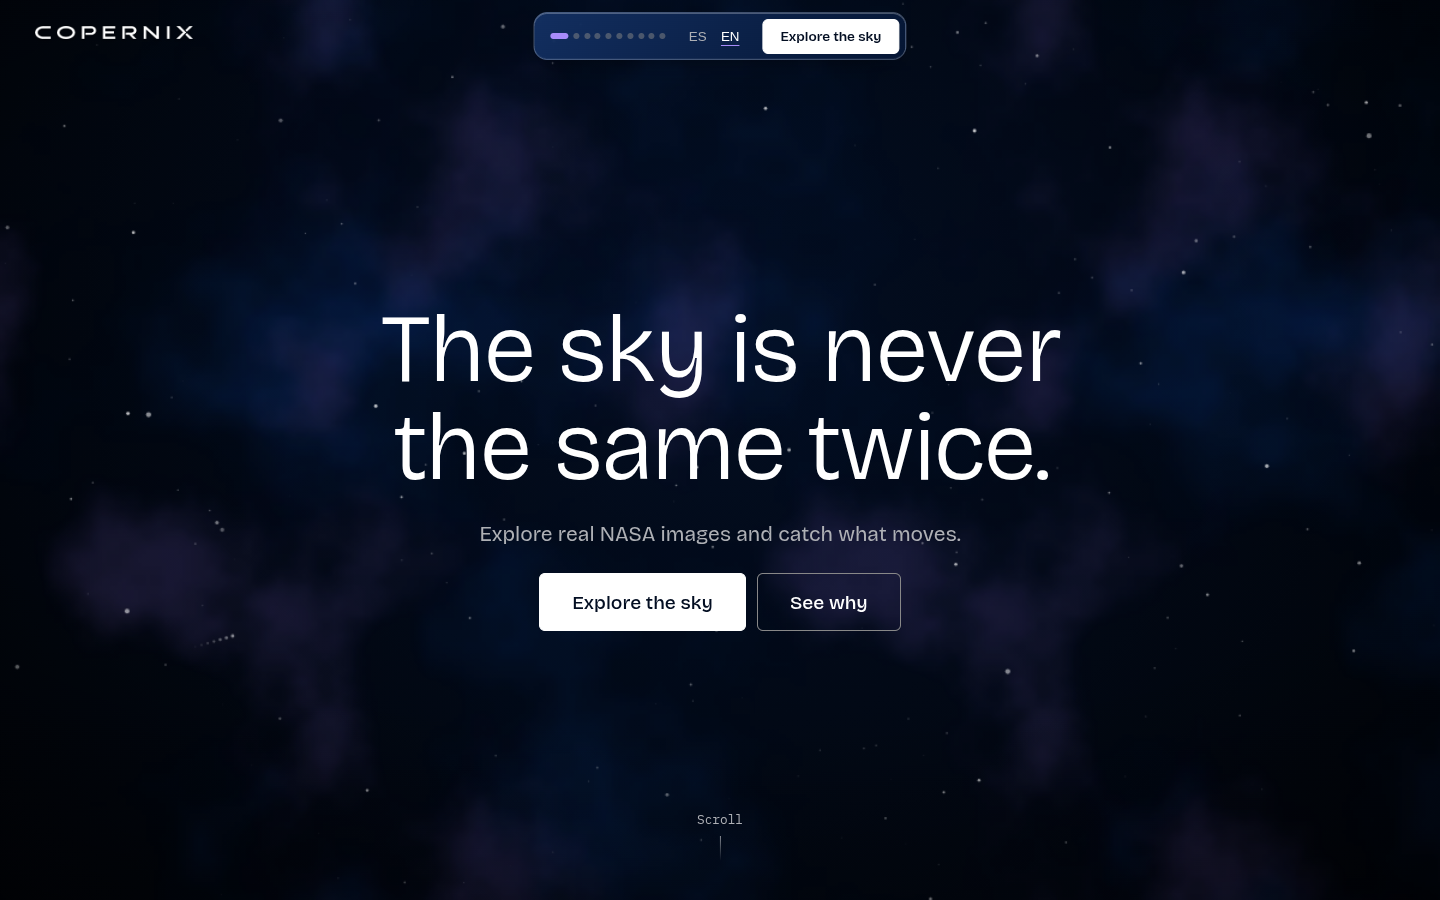 COPERNIX
ES EN Explore the sky
The sky is never
the same twice.
Explore real NASA images and catch what moves.
Explore the sky
See why
Scroll